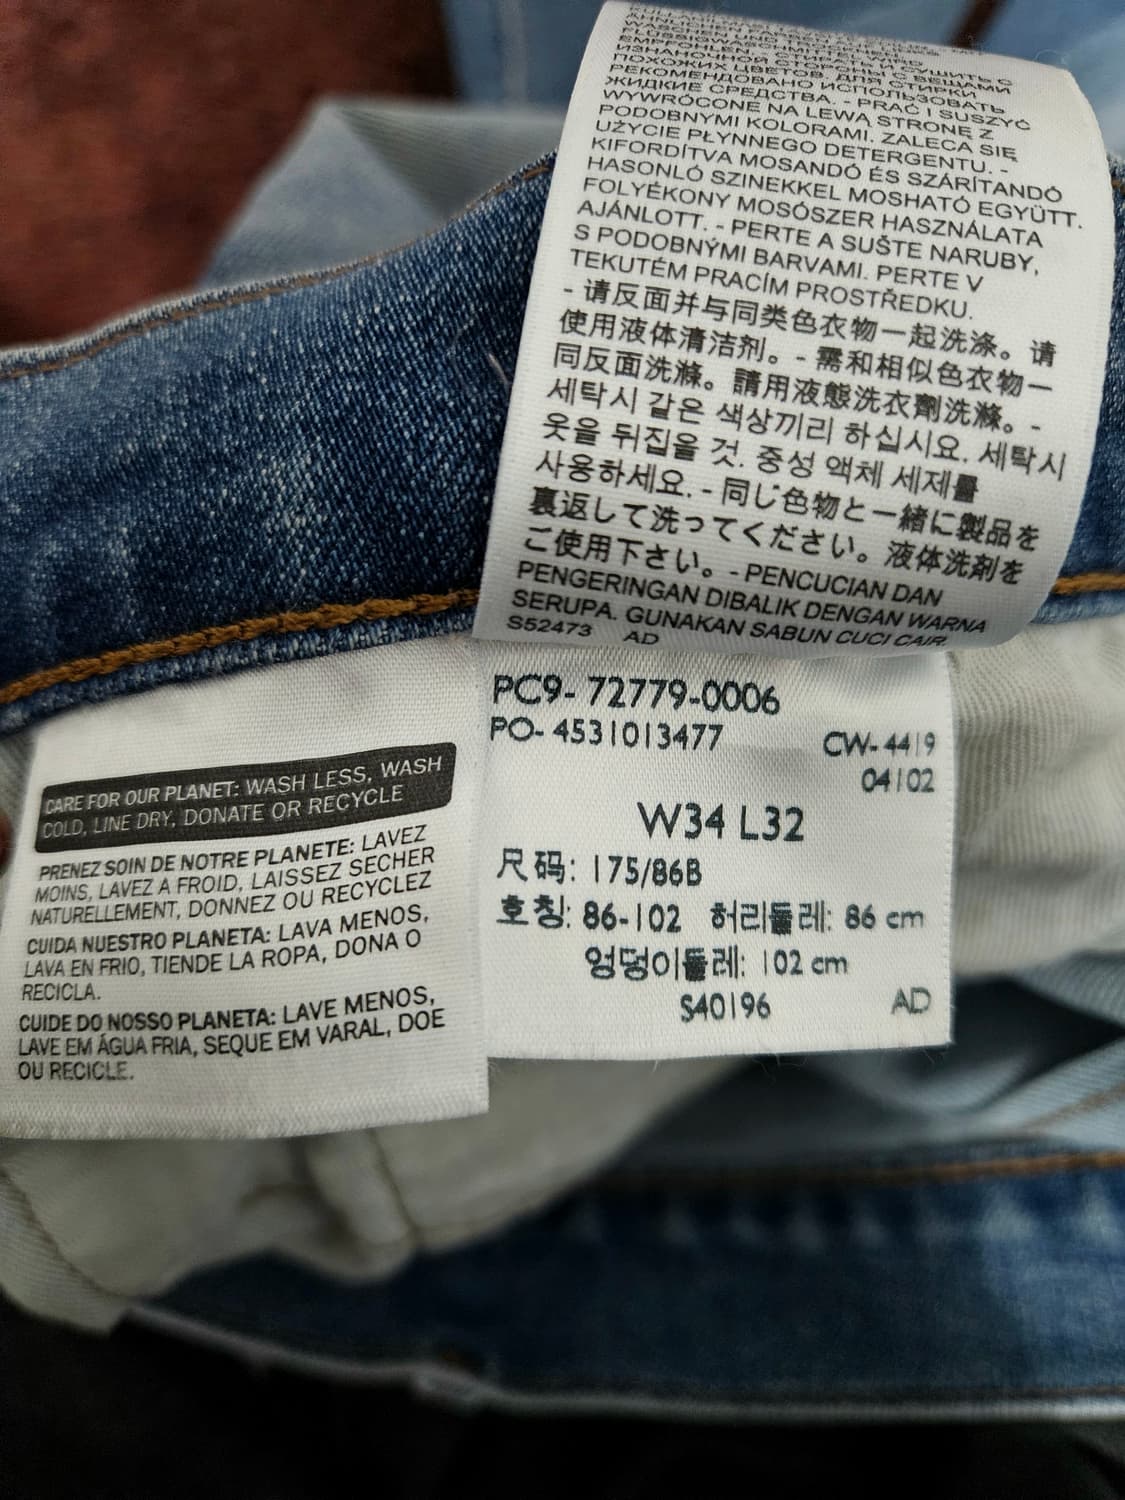 EMPFOHLEN - СТИРАТЬ И СУШИТЬ С
ИЗНАНОЧНОЙ СТОРОНЫ С ВЕЩАМИ
ПОХОЖИХ ЦВЕТОВ. ДЛЯ СТИРКИ
РЕКОМЕНДОВАНО ИСПОЛЬЗОВАТЬ
ЖИДКИЕ СРЕДСТВА. - PRAĆ I SUSZYĆ
WYWRÓCONE NA LEWĄ STRONĘ Z
PODOBNYMI KOLORAMI. ZALECA SIĘ
UŻYCIE PŁYNNEGO DETERGENTU. -
KIFORDÍTVA MOSANDÓ ÉS SZÁRÍTANDÓ
HASONLÓ SZINEKKEL MOSHATÓ EGYÜTT.
FOLYÉKONY MOSÓSZER HASZNÁLATA
AJÁNLOTT. - PERTE A SUŠTE NARUBY,
S PODOBNÝMI BARVAMI. PERTE V
TEKUTÉM PRACÍM PROSTŘEDKU.
- 请反面并与同类色衣物一起洗涤。请
使用液体清洁剂。- 需和相似色衣物一
同反面洗滌。請用液態洗衣劑洗滌。-
세탁시 같은 색상끼리 하십시요. 세탁시
옷을 뒤집을 것. 중성 액체 세제를
사용하세요. - 同じ色物と一緒に製品を
裏返して洗ってください。液体洗剤を
ご使用下さい。- PENCUCIAN DAN
PENGERINGAN DIBALIK DENGAN WARNA
SERUPA. GUNAKAN SABUN CUCI CAIR
S52473 AD
PC9- 72779-0006
PO- 4531013477
CW- 4419
04102
W34 L32
尺码: 175/86B
호칭: 86-102 허리둘레: 86 cm
엉덩이둘레: 102 cm
S40196 AD
CARE FOR OUR PLANET: WASH LESS, WASH
COLD, LINE DRY, DONATE OR RECYCLE
PRENEZ SOIN DE NOTRE PLANETE: LAVEZ
MOINS, LAVEZ A FROID, LAISSEZ SECHER
NATURELLEMENT, DONNEZ OU RECYCLEZ
CUIDA NUESTRO PLANETA: LAVA MENOS,
LAVA EN FRIO, TIENDE LA ROPA, DONA O
RECICLA.
CUIDE DO NOSSO PLANETA: LAVE MENOS,
LAVE EM ÁGUA FRIA, SEQUE EM VARAL, DOE
OU RECICLE.